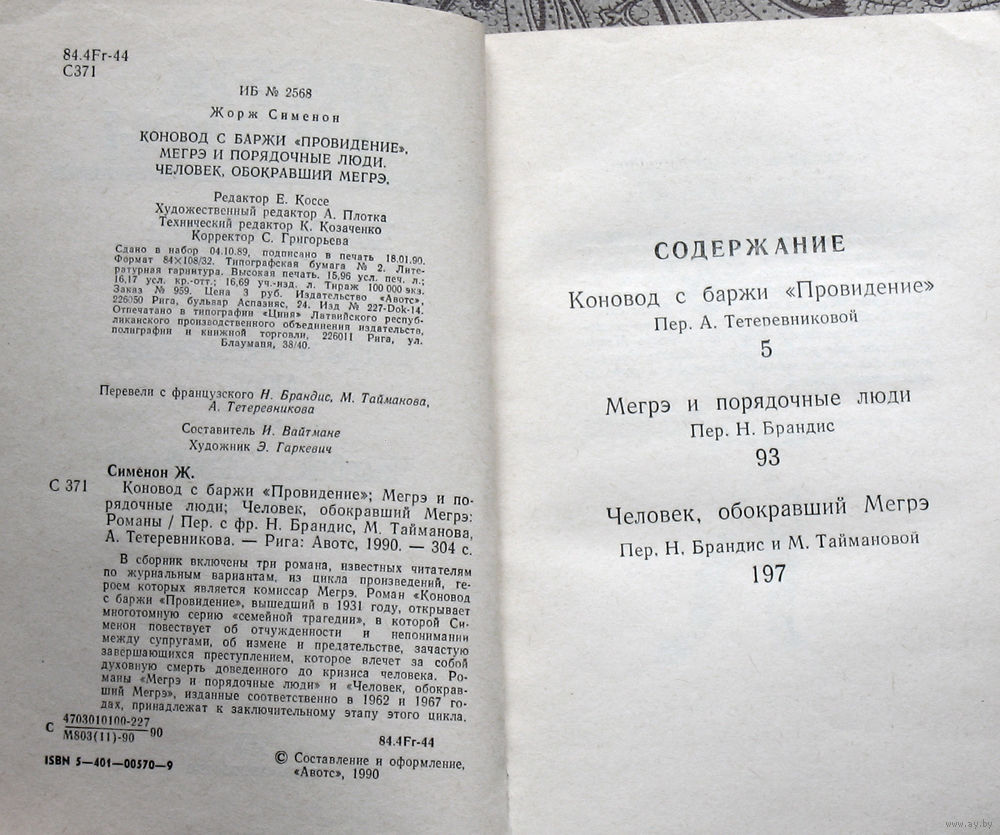 84.4Fr-44
С371
ИБ № 2568
Жорж Сименон
КОНОВОД С БАРЖИ «ПРОВИДЕНИЕ».
МЕГРЭ И ПОРЯДОЧНЫЕ ЛЮДИ.
ЧЕЛОВЕК, ОБОКРАВШИЙ МЕГРЭ.
Редактор Е. Коссе
Художественный редактор А. Плотка
Технический редактор К. Козаченко
Корректор С. Григорьева
Сдано в набор 04.10.89, подписано в печать 18.01.90.
Формат 84×108/32. Типографская бумага № 2. Лите-
ратурная гарнитура. Высокая печать. 15,96 усл. печ. л.;
16,17 усл. кр.-отт.; 16,69 уч.-изд. л. Тираж 100 000 экз.
Заказ № 959. Цена 3 руб. Издательство «Авотс»,
226050 Рига, бульвар Аспазияс, 24. Изд № 227-Dok-14.
Отпечатано в типографии «Циня» Латвийского респуб-
ликанского производственного объединения издательств,
полиграфии и книжной торговли, 226011 Рига, ул.
Блауманя, 38/40.
Перевели с французского Н. Брандис, М. Тайманова,
А. Тетеревникова
Составитель И. Вайтмане
Художник Э. Гаркевич
Сименон Ж.
С 371
Коновод с баржи «Провидение»; Мегрэ и по-
рядочные люди; Человек, обокравший Мегрэ:
Романы / Пер. с фр. Н. Брандис, М. Тайманова,
А. Тетеревникова. — Рига: Авотс, 1990. — 304 с.
В сборник включены три романа, известных читателям
по журнальным вариантам, из цикла произведений, ге-
роем которых является комиссар Мегрэ. Роман «Коновод
с баржи «Провидение», вышедший в 1931 году, открывает
многотомную серию «семейной трагедии», в которой Си-
менон повествует об отчужденности и непонимании
между супругами, об измене и предательстве, зачастую
завершающихся преступлением, которое влечет за собой
духовную смерть доведенного до кризиса человека. Ро-
маны «Мегрэ и порядочные люди» и «Человек, обокрав-
ший Мегрэ», изданные соответственно в 1962 и 1967 го-
дах, принадлежат к заключительному этапу этого цикла.
С 4703010100-227 90
М803(11)-90
84.4Fr-44
ISBN 5—401—00570—9
© Составление и оформление,
«Авотс», 1990
СОДЕРЖАНИЕ
Коновод с баржи «Провидение»
Пер. А. Тетеревниковой
5
Мегрэ и порядочные люди
Пер. Н. Брандис
93
Человек, обокравший Мегрэ
Пер. Н. Брандис и М. Таймановой
197
www.ay.by